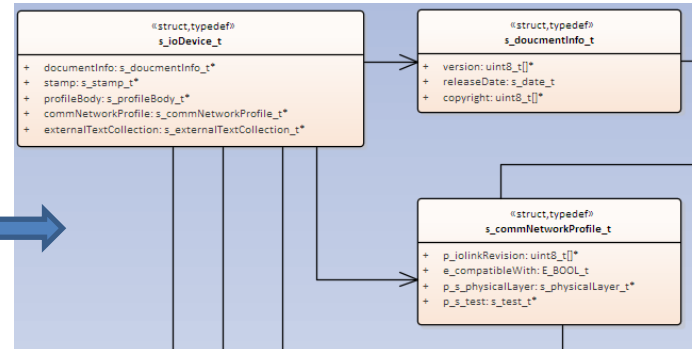 «struct,typedef»
s_ioDevice_t
+ documentInfo: s_doucmentInfo_t*
+ stamp: s_stamp_t*
+ profileBody: s_profileBody_t*
+ commNetworkProfile: s_commNetworkProfile_t*
+ externalTextCollection: s_externalTextCollection_t*
«struct,typedef»
s_doucmentInfo_t
+ version: uint8_t[]*
+ releaseDate: s_date_t
+ copyright: uint8_t[]*
«struct,typedef»
s_commNetworkProfile_t
+ p_iolinkRevision: uint8_t[]*
+ e_compatibleWith: E_BOOL_t
+ p_s_physicalLayer: s_physicalLayer_t*
+ p_s_test: s_test_t*